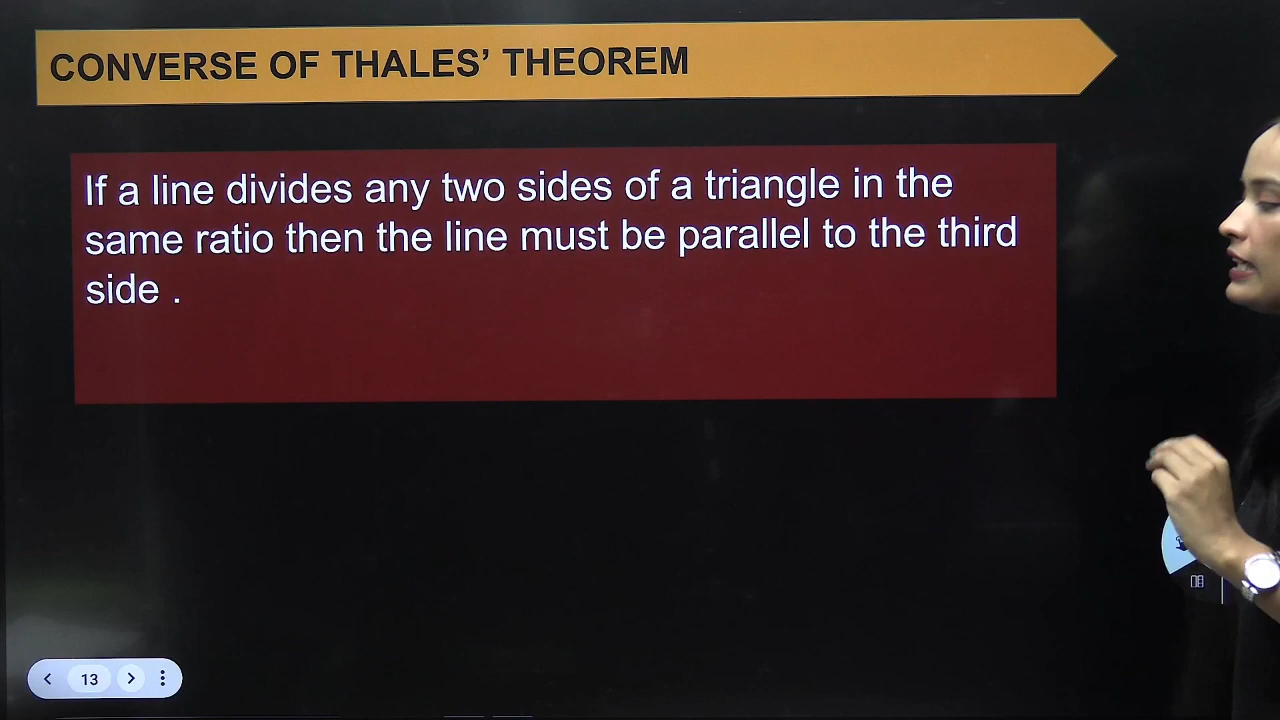 CONVERSE OF THALES’ THEOREM
If a line divides any two sides of a triangle in the
same ratio then the line must be parallel to the third
side .
13